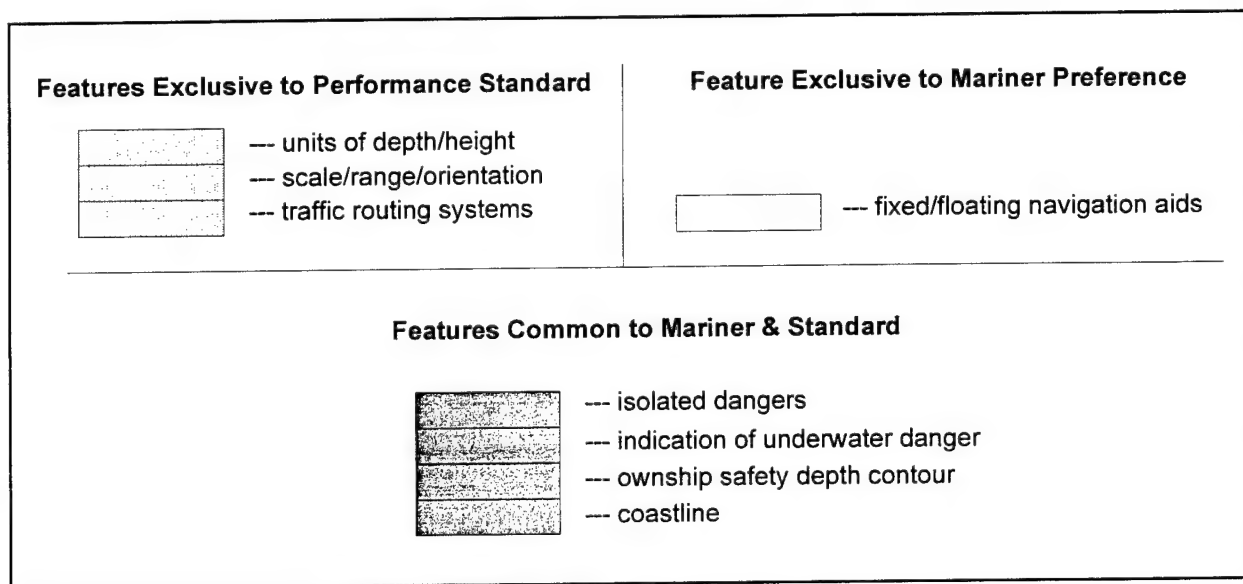 Features Exclusive to Performance Standard
--- units of depth/height
--- scale/range/orientation
--- traffic routing systems
Feature Exclusive to Mariner Preference
--- fixed/floating navigation aids
Features Common to Mariner & Standard
--- isolated dangers
--- indication of underwater danger
--- ownship safety depth contour
--- coastline